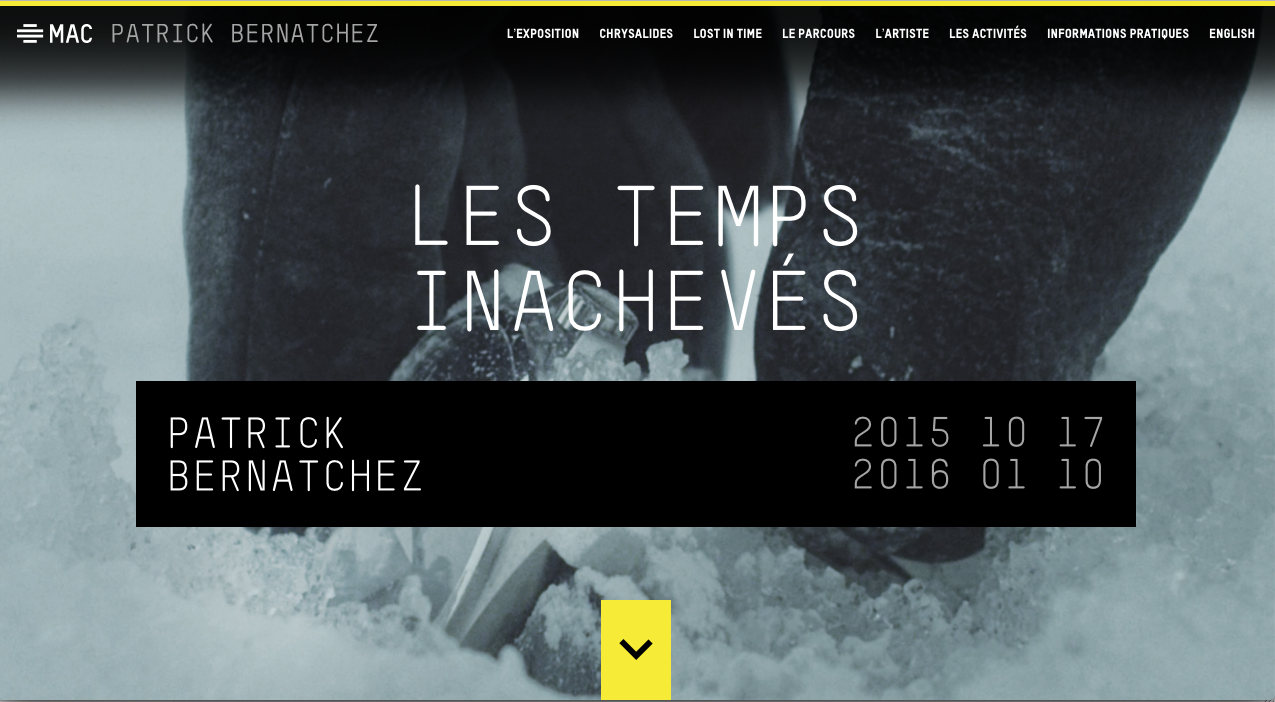 MAC PATRICK BERNATCHEZ L'EXPOSITION CHRYSALIDES LOST IN TIME LE PARCOURS L'ARTISTE LES ACTIVITÉS INFORMATIONS PRATIQUES ENGLISH
LES TEMPS
INACHEVÉS
PATRICK
BERNATCHEZ
2015 10 17
2016 01 10